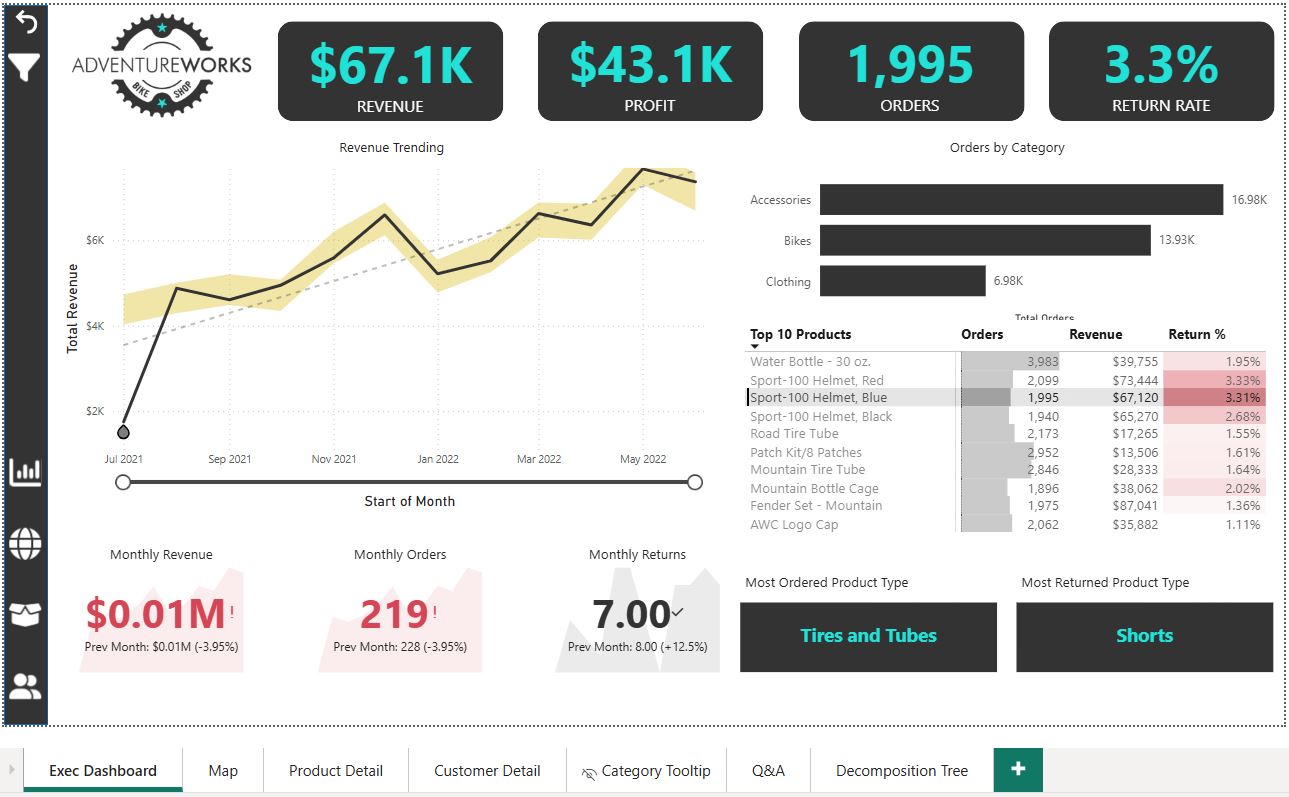 ADVENTUREWORKS
BIKE SHOP
$67.1K
REVENUE
$43.1K
PROFIT
1,995
ORDERS
3.3%
RETURN RATE
Revenue Trending
Total Revenue
$6K
$4K
$2K
Jul 2021 Sep 2021 Nov 2021 Jan 2022 Mar 2022 May 2022
Start of Month
Orders by Category
Accessories 16.98K
Bikes 13.93K
Clothing 6.98K
Total Orders
Top 10 Products Orders Revenue Return %
Water Bottle - 30 oz. 3,983 $39,755 1.95%
Sport-100 Helmet, Red 2,099 $73,444 3.33%
Sport-100 Helmet, Blue 1,995 $67,120 3.31%
Sport-100 Helmet, Black 1,940 $65,270 2.68%
Road Tire Tube 2,173 $17,265 1.55%
Patch Kit/8 Patches 2,952 $13,506 1.61%
Mountain Tire Tube 2,846 $28,333 1.64%
Mountain Bottle Cage 1,896 $38,062 2.02%
Fender Set - Mountain 1,975 $87,041 1.36%
AWC Logo Cap 2,062 $35,882 1.11%
Monthly Revenue
$0.01M!
Prev Month: $0.01M (-3.95%)
Monthly Orders
219!
Prev Month: 228 (-3.95%)
Monthly Returns
7.00✓
Prev Month: 8.00 (+12.5%)
Most Ordered Product Type
Tires and Tubes
Most Returned Product Type
Shorts
Exec Dashboard Map Product Detail Customer Detail Category Tooltip Q&A Decomposition Tree +